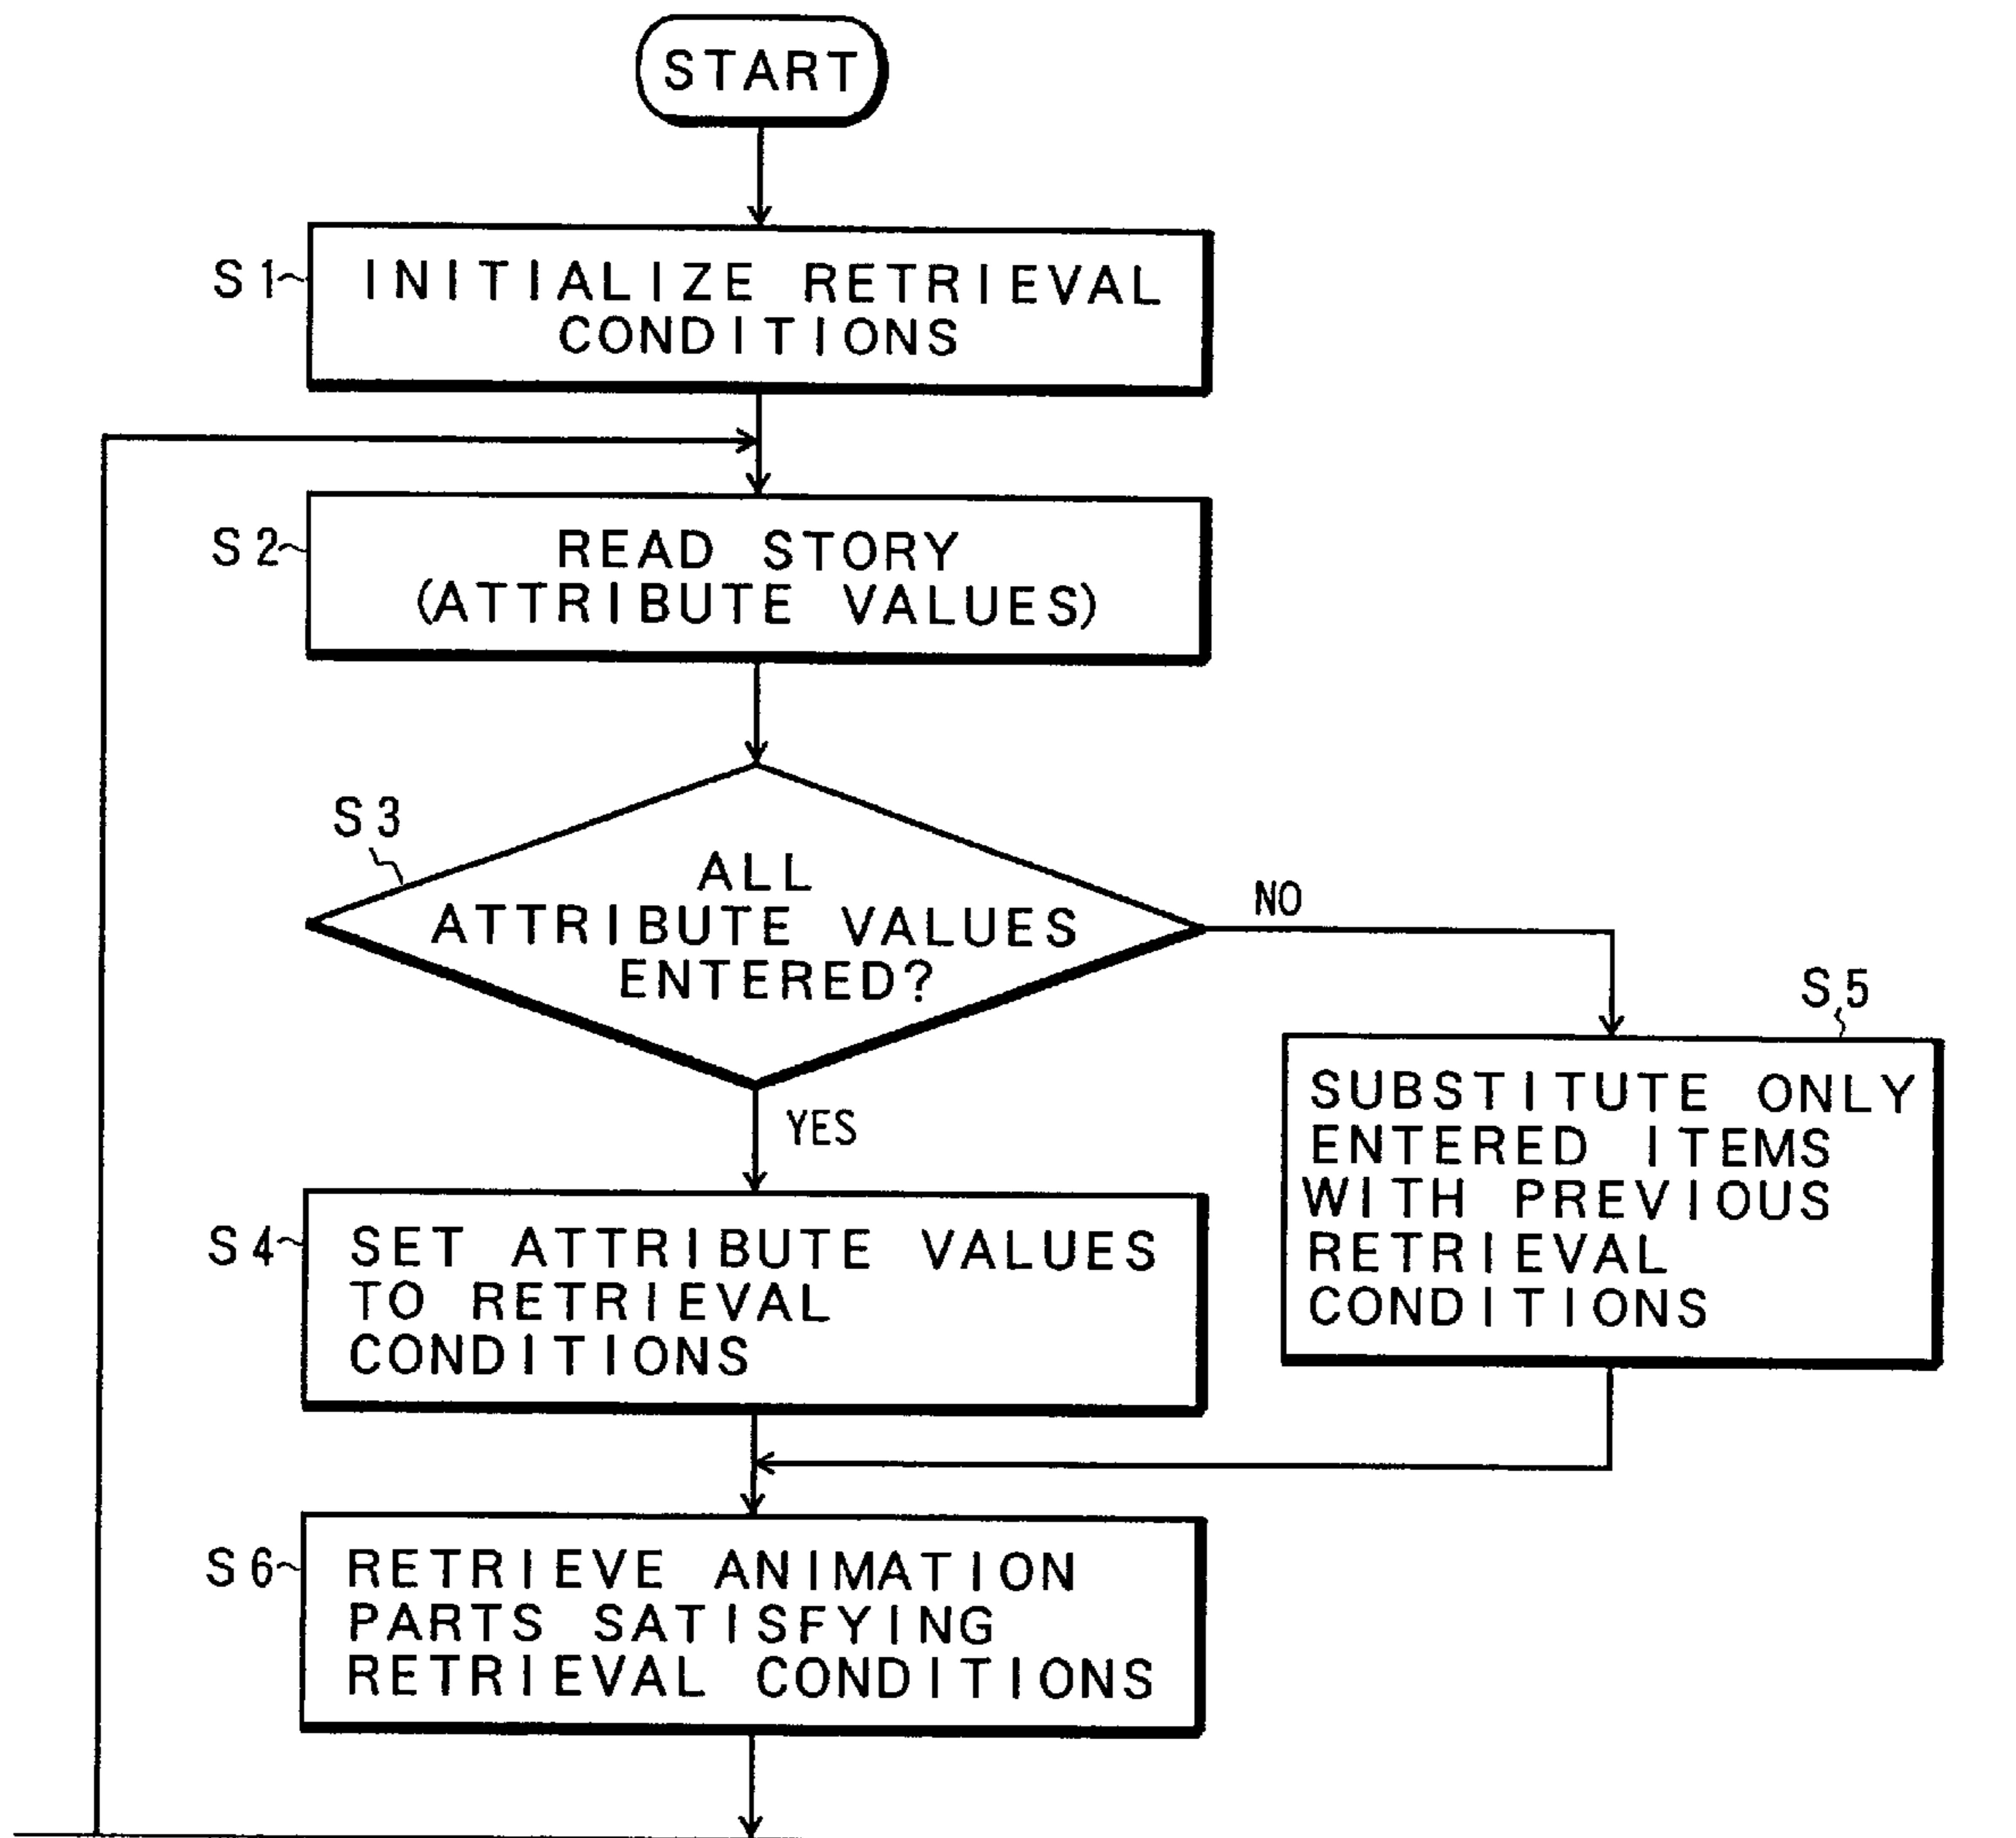 START
S1
INITIALIZE RETRIEVAL
CONDITIONS
S2
READ STORY
(ATTRIBUTE VALUES)
S3
ALL
ATTRIBUTE VALUES
ENTERED?
NO
YES
S5
SUBSTITUTE ONLY
ENTERED ITEMS
WITH PREVIOUS
RETRIEVAL
CONDITIONS
S4
SET ATTRIBUTE VALUES
TO RETRIEVAL
CONDITIONS
S6
RETRIEVE ANIMATION
PARTS SATISFYING
RETRIEVAL CONDITIONS